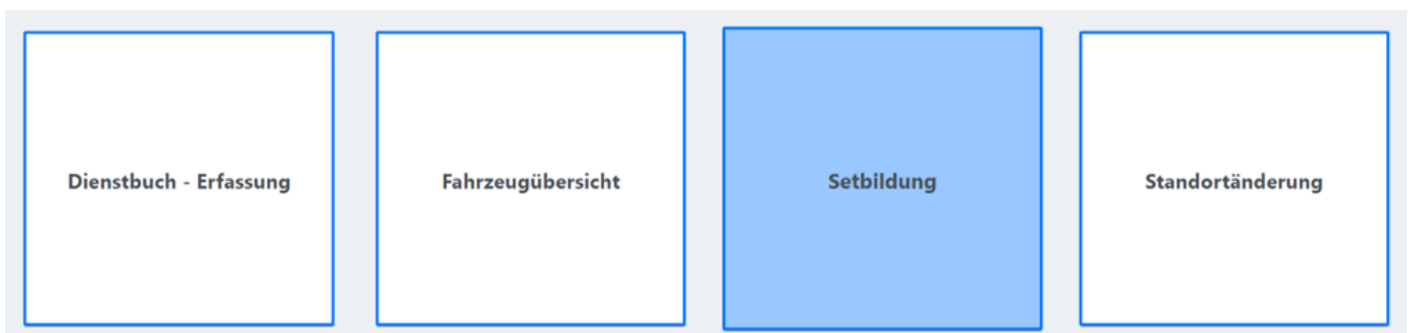 Dienstbuch - Erfassung
Fahrzeugübersicht
Setbildung
Standortänderung